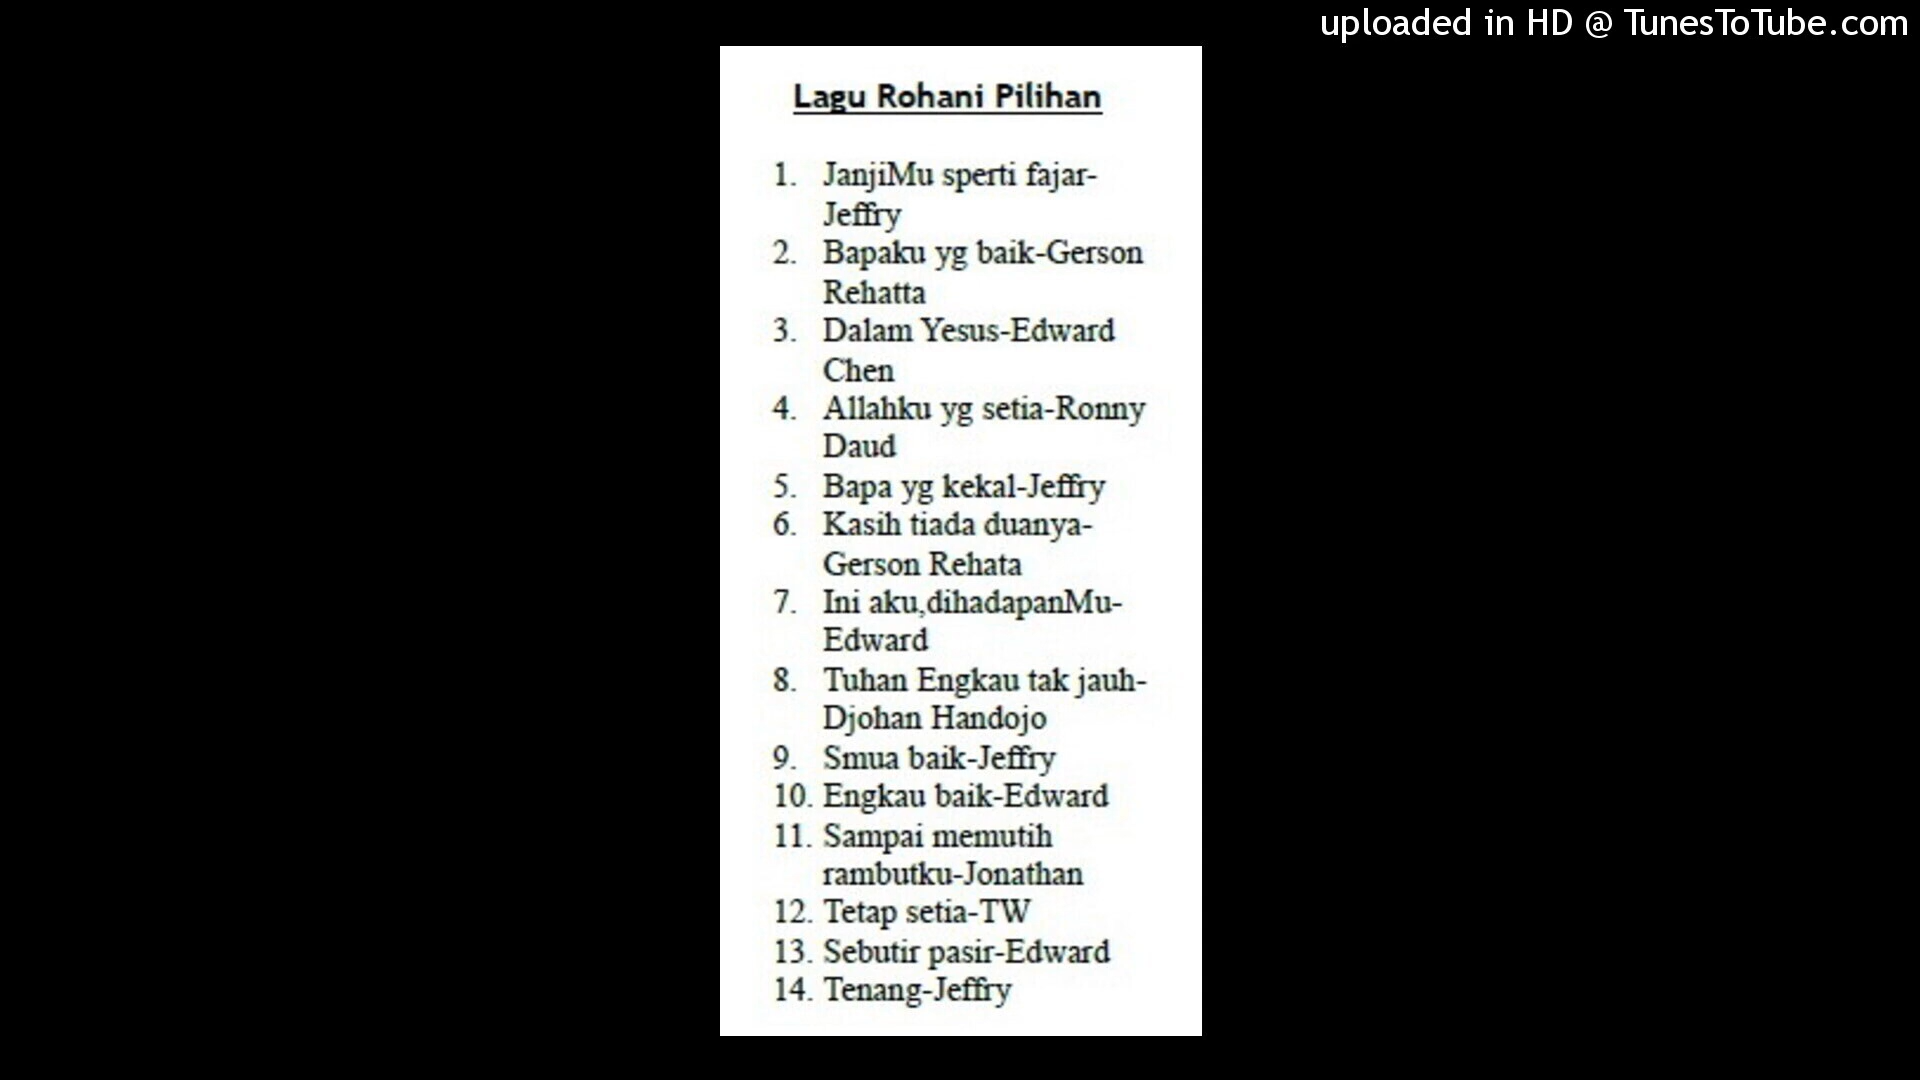 uploaded in HD @ TunesToTube.com
Lagu Rohani Pilihan
1. JanjiMu sperti fajar-
Jeffry
2. Bapaku yg baik-Gerson
Rehatta
3. Dalam Yesus-Edward
Chen
4. Allahku yg setia-Ronny
Daud
5. Bapa yg kekal-Jeffry
6. Kasih tiada duanya-
Gerson Rehata
7. Ini aku,dihadapanMu-
Edward
8. Tuhan Engkau tak jauh-
Djohan Handojo
9. Smua baik-Jeffry
10. Engkau baik-Edward
11. Sampai memutih
rambutku-Jonathan
12. Tetap setia-TW
13. Sebutir pasir-Edward
14. Tenang-Jeffry